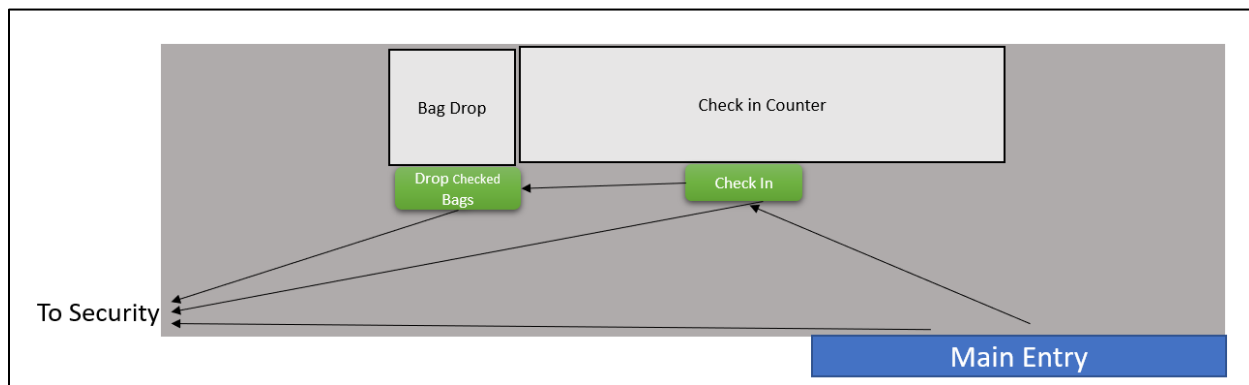 Bag Drop
Check in Counter
Drop Checked
Bags
Check In
To Security
Main Entry